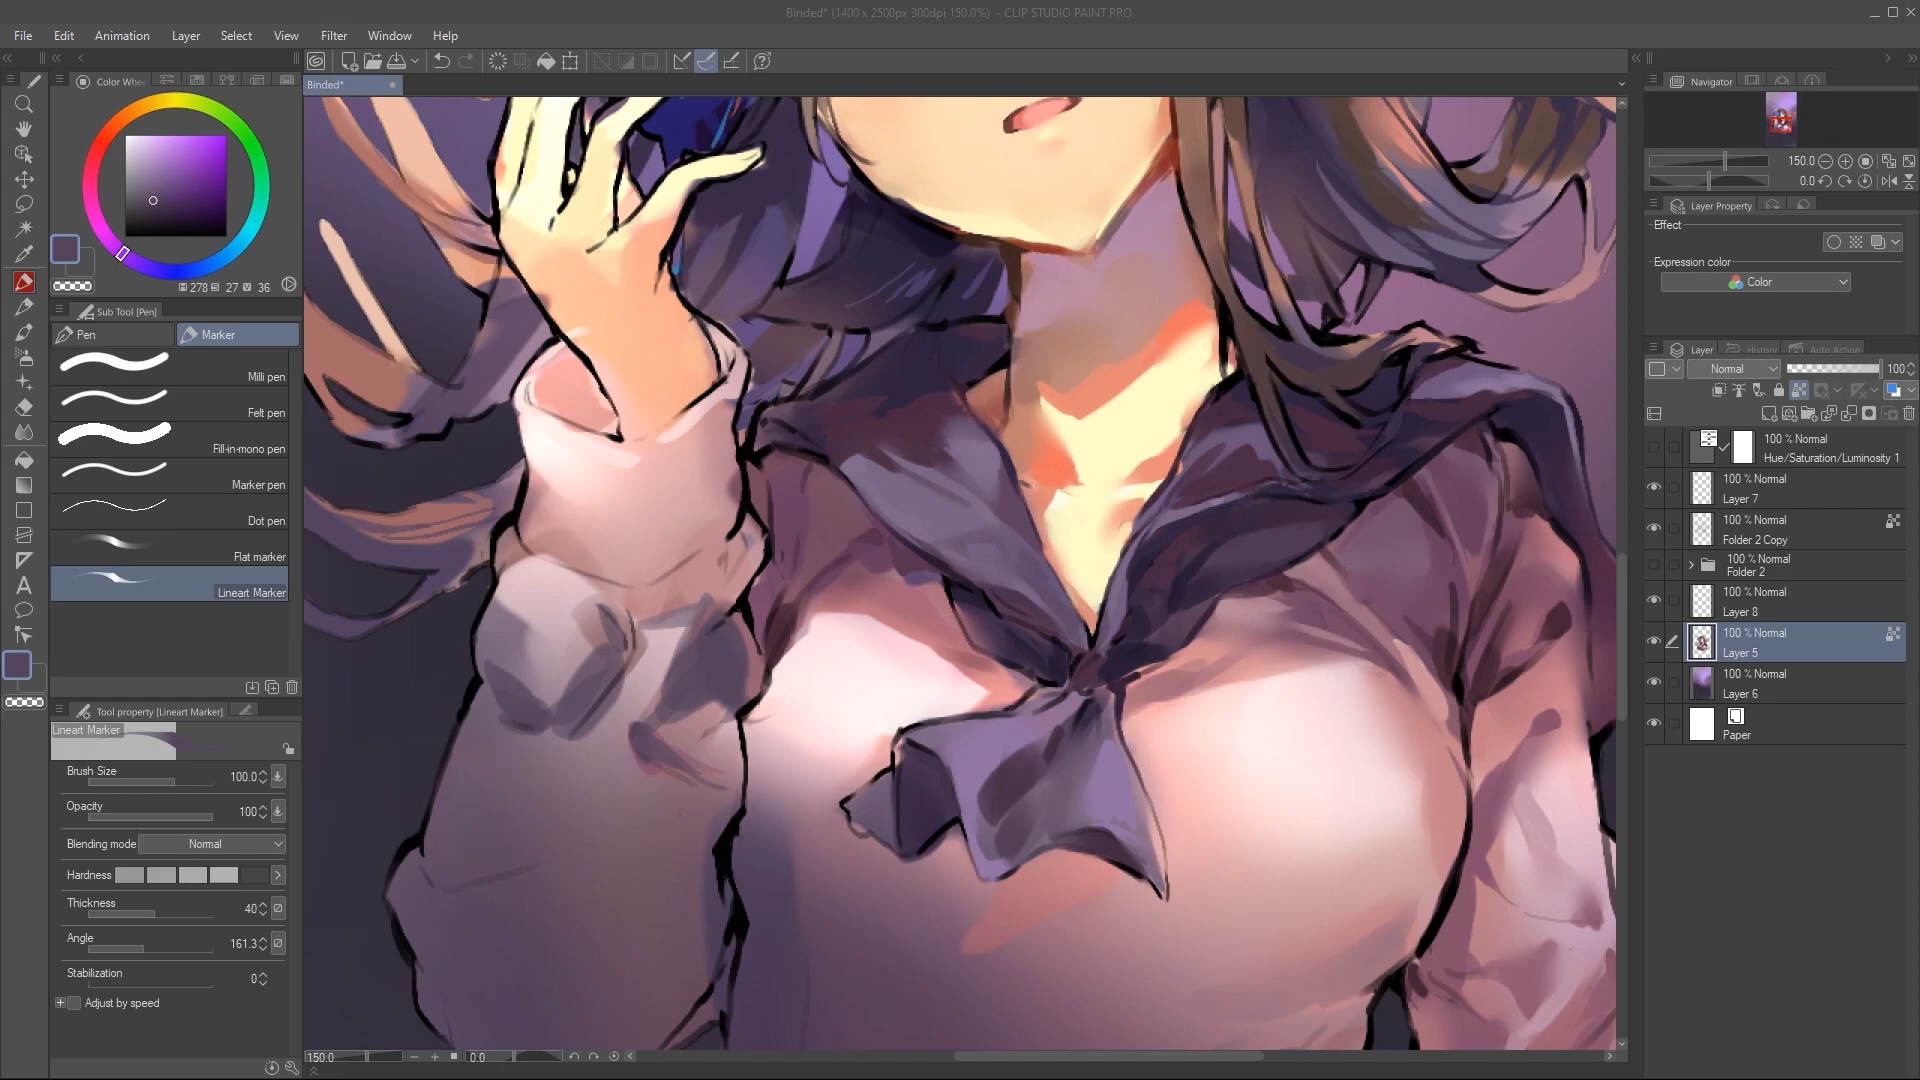 Binded* (1400 x 2500px 300dpi 150.0%)  - CLIP STUDIO PAINT PRO
File Edit Animation Layer Select View Filter Window Help
Color Whe
Binded*
Navigator
150.0
0.0
Layer Property
Effect
Expression color
Color
278 27 36
Sub Tool [Pen]
Pen Marker
Milli pen
Felt pen
Fill-in-mono pen
Marker pen
Dot pen
Flat marker
Lineart Marker
Tool property [Lineart Marker]
Lineart Marker
Brush Size 100.0
Opacity 100
Blending mode Normal
Hardness
Thickness 40
Angle 161.3
Stabilization 0
Adjust by speed
150.0 0.0
Layer History Auto Action
Normal 100
100 % Normal
Hue/Saturation/Luminosity 1
100 % Normal
Layer 7
100 % Normal
Folder 2 Copy
100 % Normal
Folder 2
100 % Normal
Layer 8
100 % Normal
Layer 5
100 % Normal
Layer 6
Paper